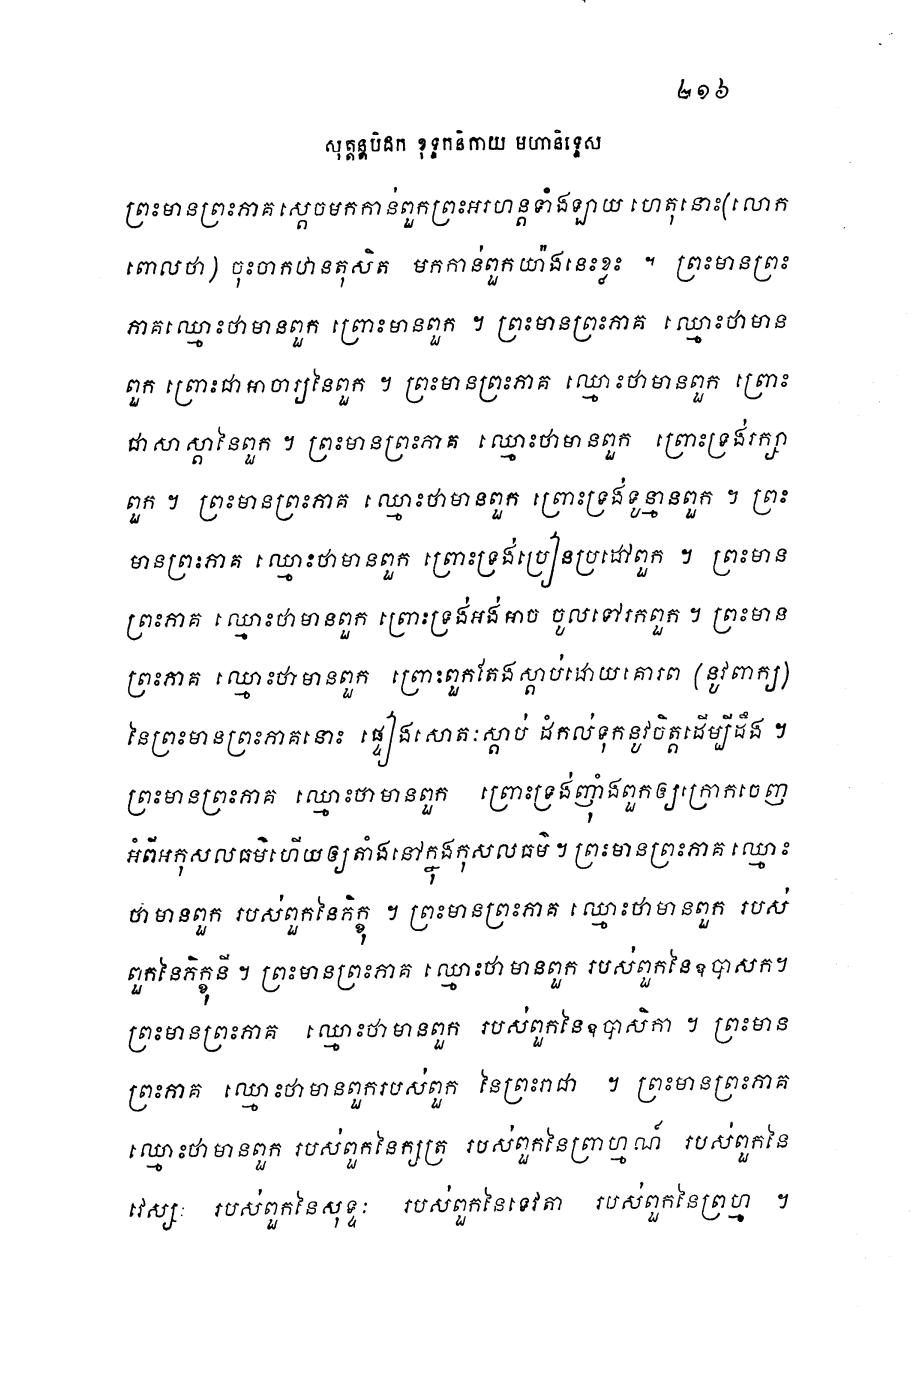 ២១៦
សុត្តន្តបិដក ខុទ្ទកនិកាយ មហានិទ្ទេស
ព្រះមានព្រះភាគ ស្តេចមកកាន់ពួកព្រះអរហន្តទាំងឡាយ ហេតុនោះ(លោក
ពោលថា) ចុះចាកឋានតុសិត មកកាន់ពួកយ៉ាងនេះខ្លះ ។ ព្រះមានព្រះ
ភាគឈ្មោះថាមានពួក ព្រោះមានពួក ។ ព្រះមានព្រះភាគ ឈ្មោះថាមាន
ពួក ព្រោះជាអាចារ្យនៃពួក ។ ព្រះមានព្រះភាគ ឈ្មោះថាមានពួក ព្រោះ
ជាសាស្តានៃពួក ។ ព្រះមានព្រះភាគ ឈ្មោះថាមានពួក ព្រោះទ្រង់រក្សា
ពួក ។ ព្រះមានព្រះភាគ ឈ្មោះថាមានពួក ព្រោះទ្រង់ទូន្មានពួក ។ ព្រះ
មានព្រះភាគ ឈ្មោះថាមានពួក ព្រោះទ្រង់ប្រៀនប្រដៅពួក ។ ព្រះមាន
ព្រះភាគ ឈ្មោះថាមានពួក ព្រោះទ្រង់អង់អាច ចូលទៅរកពួក ។ ព្រះមាន
ព្រះភាគ ឈ្មោះថាមានពួក ព្រោះពួកតែងស្តាប់ដោយគោរព (នូវពាក្យ)
នៃព្រះមានព្រះភាគនោះ ផ្ទៀងសោតៈស្តាប់ ដំកល់ទុកនូវចិត្តដើម្បីដឹង ។
ព្រះមានព្រះភាគ ឈ្មោះថាមានពួក ព្រោះទ្រង់ញ៉ាំងពួកឲ្យក្រោកចេញ
អំពីអកុសលធម៌ហើយឲ្យតាំងនៅក្នុងកុសលធម៌ ។ ព្រះមានព្រះភាគ ឈ្មោះ
ថាមានពួក របស់ពួកនៃភិក្ខុ ។ ព្រះមានព្រះភាគ ឈ្មោះថាមានពួក របស់
ពួកនៃភិក្ខុនី ។ ព្រះមានព្រះភាគ ឈ្មោះថាមានពួក របស់ពួកនៃឧបាសក។
ព្រះមានព្រះភាគ ឈ្មោះថាមានពួក របស់ពួកនៃឧបាសិកា ។ ព្រះមាន
ព្រះភាគ ឈ្មោះថាមានពួករបស់ពួក នៃព្រះរាជា ។ ព្រះមានព្រះភាគ
ឈ្មោះថាមានពួក របស់ពួកនៃក្សត្រ របស់ពួកនៃព្រាហ្មណ៍ របស់ពួកនៃ
វេស្សៈ របស់ពួកនៃសុទ្ទៈ របស់ពួកនៃទេវតា របស់ពួកនៃព្រហ្ម ។